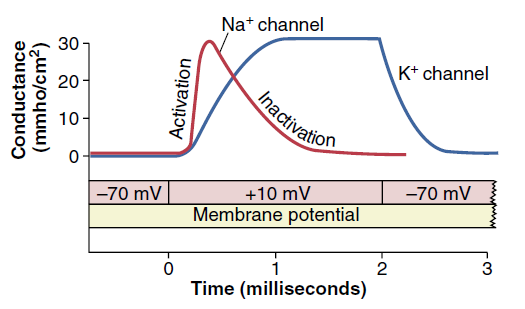 Na+ channel
K+ channel
Conductance
(mmho/cm²)
30
20
10
0
Activation
Inactivation
–70 mV
+10 mV
–70 mV
Membrane potential
0
1
2
3
Time (milliseconds)